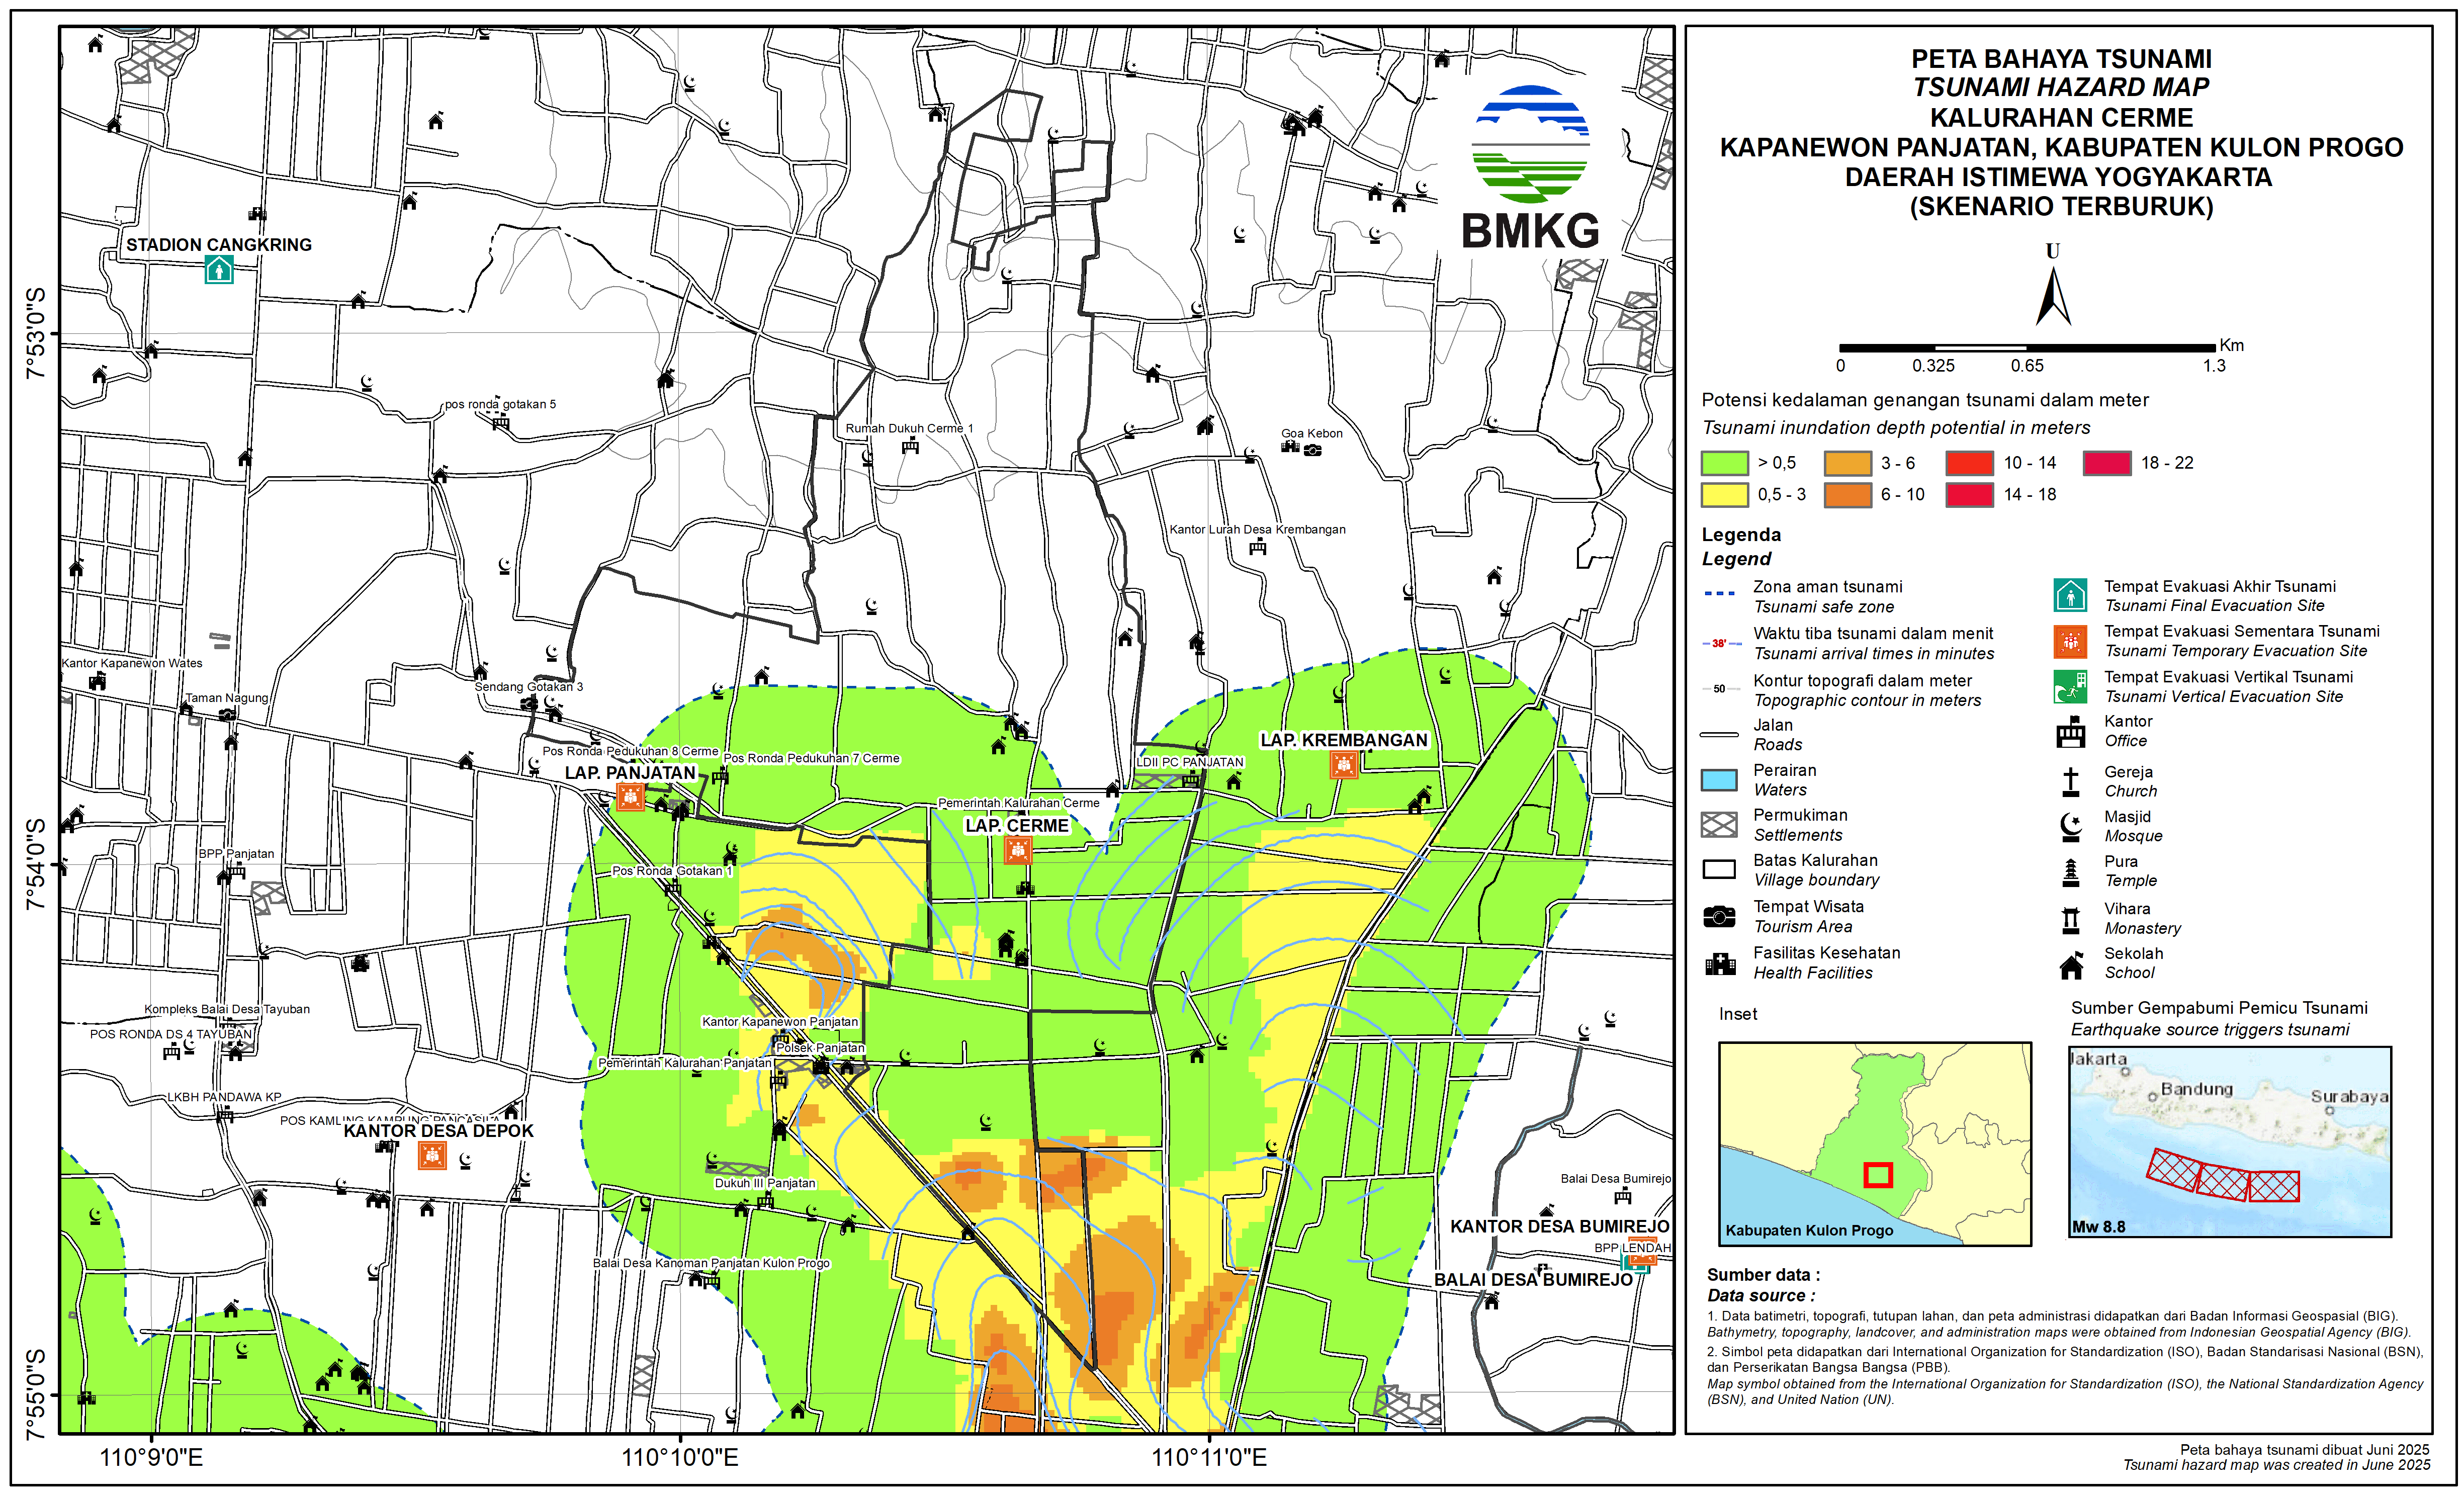 PETA BAHAYA TSUNAMI
TSUNAMI HAZARD MAP
KALURAHAN CERME
KAPANEWON PANJATAN, KABUPATEN KULON PROGO
DAERAH ISTIMEWA YOGYAKARTA
(SKENARIO TERBURUK)
U
Km
0 0.325 0.65 1.3
Potensi kedalaman genangan tsunami dalam meter
Tsunami inundation depth potential in meters
> 0,5 3 - 6 10 - 14 18 - 22
0,5 - 3 6 - 10 14 - 18
Legenda
Legend
Zona aman tsunami
Tsunami safe zone
38'
Waktu tiba tsunami dalam menit
Tsunami arrival times in minutes
50
Kontur topografi dalam meter
Topographic contour in meters
Jalan
Roads
Perairan
Waters
Permukiman
Settlements
Batas Kalurahan
Village boundary
Tempat Wisata
Tourism Area
Fasilitas Kesehatan
Health Facilities
Tempat Evakuasi Akhir Tsunami
Tsunami Final Evacuation Site
Tempat Evakuasi Sementara Tsunami
Tsunami Temporary Evacuation Site
Tempat Evakuasi Vertikal Tsunami
Tsunami Vertical Evacuation Site
Kantor
Office
Gereja
Church
Masjid
Mosque
Pura
Temple
Vihara
Monastery
Sekolah
School
Inset
Kabupaten Kulon Progo
Sumber Gempabumi Pemicu Tsunami
Earthquake source triggers tsunami
Jakarta
Bandung
Surabaya
Mw 8.8
Sumber data :
Data source :
1. Data batimetri, topografi, tutupan lahan, dan peta administrasi didapatkan dari Badan Informasi Geospasial (BIG).
Bathymetry, topography, landcover, and administration maps were obtained from Indonesian Geospatial Agency (BIG).
2. Simbol peta didapatkan dari International Organization for Standardization (ISO), Badan Standarisasi Nasional (BSN),
dan Perserikatan Bangsa Bangsa (PBB).
Map symbol obtained from the International Organization for Standardization (ISO), the National Standardization Agency
(BSN), and United Nation (UN).
Peta bahaya tsunami dibuat Juni 2025
Tsunami hazard map was created in June 2025
BMKG
STADION CANGKRING
pos ronda gotakan 5
Rumah Dukuh Cerme 1
Goa Kebon
Kantor Lurah Desa Krembangan
Kantor Kapanewon Wates
Sendang Gotakan 3
Taman Nagung
Pos Ronda Pedukuhan 8 Cerme
Pos Ronda Pedukuhan 7 Cerme
LAP. PANJATAN
LAP. KREMBANGAN
LDII PC PANJATAN
Pemerintah Kalurahan Cerme
LAP. CERME
BPP Panjatan
Pos Ronda Gotakan 1
Kompleks Balai Desa Tayuban
POS RONDA DS 4 TAYUBAN
Kantor Kapanewon Panjatan
Polsek Panjatan
Pemerintah Kalurahan Panjatan
LKBH PANDAWA KP
POS KAMLING KAMPUNG PANCASILA
KANTOR DESA DEPOK
Dukuh III Panjatan
Balai Desa Bumirejo
KANTOR DESA BUMIREJO
BPP LENDAH
BALAI DESA BUMIREJO
Balai Desa Kanoman Panjatan Kulon Progo
7°53'0"S
7°54'0"S
7°55'0"S
110°9'0"E
110°10'0"E
110°11'0"E